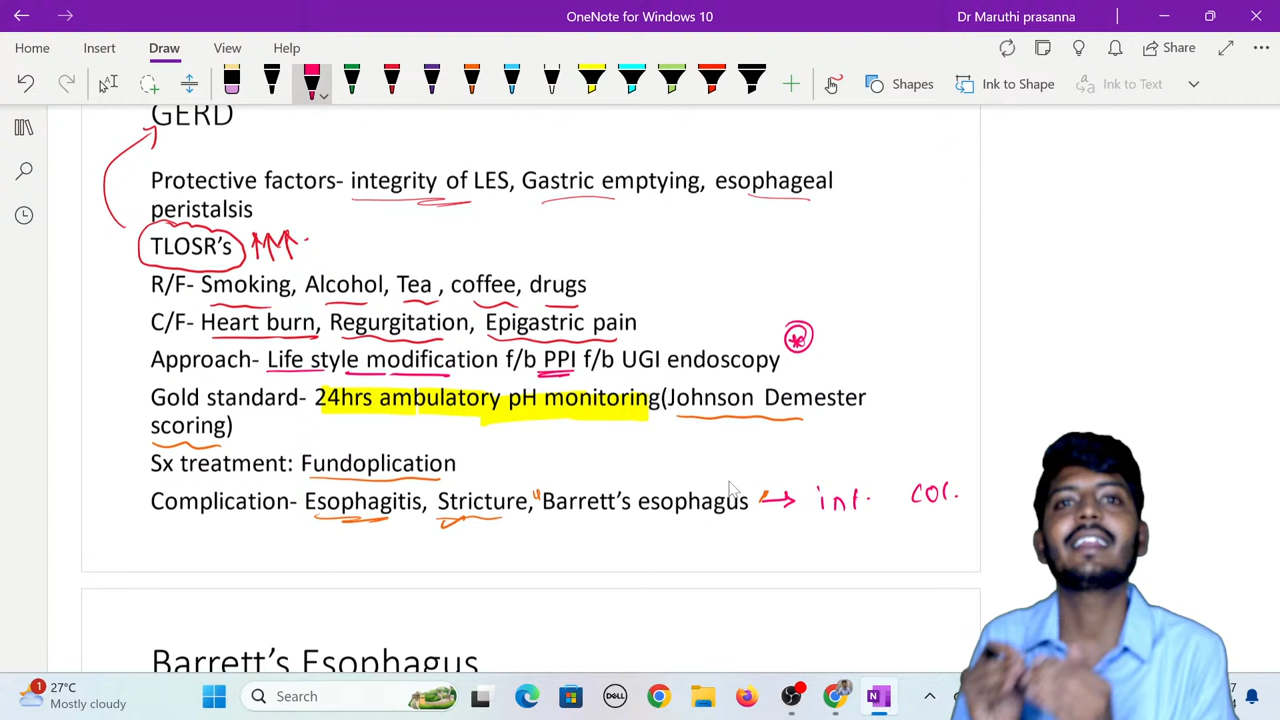 OneNote for Windows 10
Dr Maruthi prasanna
Home Insert Draw View Help
Share
Shapes Ink to Shape Ink to Text
GERD
Protective factors- integrity of LES, Gastric emptying, esophageal
peristalsis
TLOSR's
R/F- Smoking, Alcohol, Tea , coffee, drugs
C/F- Heart burn, Regurgitation, Epigastric pain
Approach- Life style modification f/b PPI f/b UGI endoscopy
Gold standard- 24hrs ambulatory pH monitoring(Johnson Demester
scoring)
Sx treatment: Fundoplication
Complication- Esophagitis, Stricture, Barrett's esophagus int. col.
Barrett's Esophagus
1 27°C
Mostly cloudy
Search
DELL